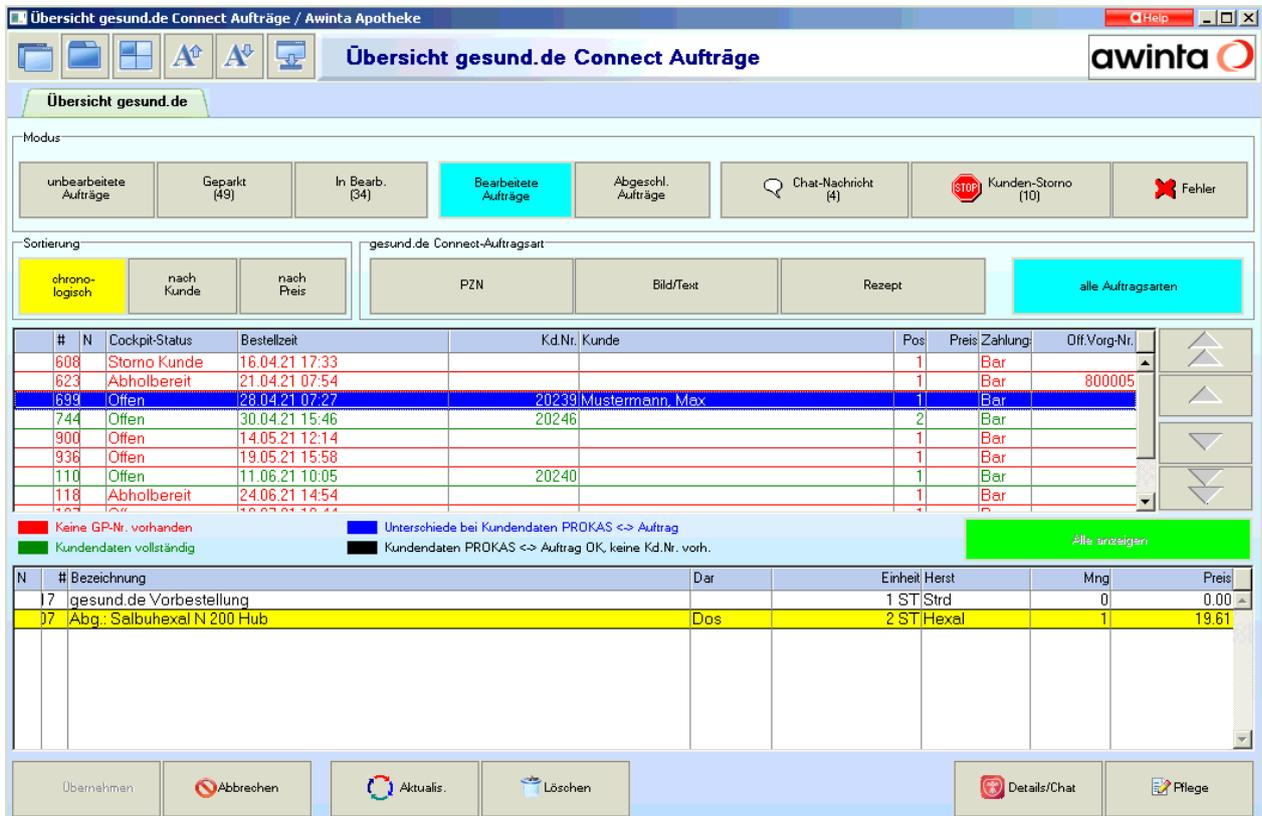 Übersicht gesund.de Connect Aufträge / Awinta Apotheke
Help
Übersicht gesund.de Connect Aufträge
awinta
Übersicht gesund.de
Modus
unbearbeitete Aufträge
Geparkt (49)
In Bearb. (34)
Bearbeitete Aufträge
Abgeschl. Aufträge
Chat-Nachricht (4)
STOP Kunden-Storno (10)
Fehler
Sortierung
gesund.de Connect-Auftragsart
chrono-logisch
nach Kunde
nach Preis
PZN
Bild/Text
Rezept
alle Auftragsarten
# N Cockpit-Status Bestellzeit Kd.Nr. Kunde Pos Preis Zahlung Off.Vorg-Nr.
608 Storno Kunde 16.04.21 17:33 1 Bar
623 Abholbereit 21.04.21 07:54 1 Bar 800005
699 Offen 28.04.21 07:27 20239 Mustermann, Max 1 Bar
744 Offen 30.04.21 15:46 20246 2 Bar
900 Offen 14.05.21 12:14 1 Bar
936 Offen 19.05.21 15:58 1 Bar
110 Offen 11.06.21 10:05 20240 1 Bar
118 Abholbereit 24.06.21 14:54 1 Bar
Keine GP-Nr. vorhanden
Unterschiede bei Kundendaten PROKAS <-> Auftrag
Kundendaten vollständig
Kundendaten PROKAS <-> Auftrag OK, keine Kd.Nr. vorh.
Alle anzeigen
N # Bezeichnung Dar Einheit Herst Mng Preis
17 gesund.de Vorbestellung 1 ST Strd 0 0.00
07 Abg.: Salbuhexal N 200 Hub Dos 2 ST Hexal 1 19.61
Übernehmen
Abbrechen
Aktualis.
Löschen
Details/Chat
Pflege